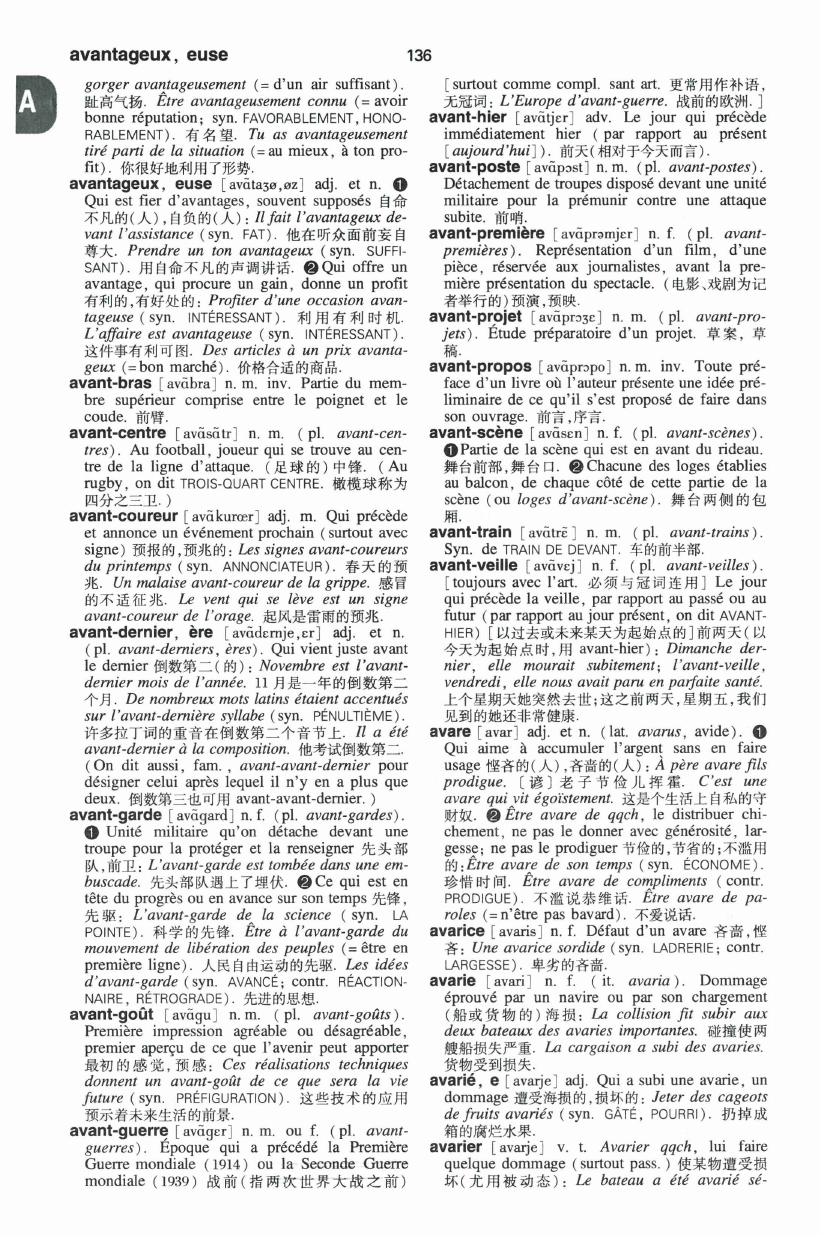 avantageux, euse
136
A
gorger avantageusement (= d'un air suffisant).
趾高气扬. Être avantageusement connu (= avoir
bonne réputation; syn. FAVORABLEMENT, HONO-
RABLEMENT). 有名望. Tu as avantageusement
tiré parti de la situation (= au mieux, à ton pro-
fit). 你很好地利用了形势.
avantageux, euse [avɑ̃taʒø,øz] adj. et n. ❶
Qui est fier d'avantages, souvent supposés 自命
不凡的(人),自负的(人): Il fait l'avantageux de-
vant l'assistance (syn. FAT). 他在听众面前妄自
尊大. Prendre un ton avantageux (syn. SUFFI-
SANT). 用自命不凡的声调讲话. ❷ Qui offre un
avantage, qui procure un gain, donne un profit
有利的,有好处的: Profiter d'une occasion avan-
tageuse (syn. INTÉRESSANT). 利用有利时机.
L'affaire est avantageuse (syn. INTÉRESSANT).
这件事有利可图. Des articles à un prix avanta-
geux (= bon marché). 价格合适的商品.
avant-bras [avɑ̃bra] n. m. inv. Partie du mem-
bre supérieur comprise entre le poignet et le
coude. 前臂.
avant-centre [avɑ̃sɑ̃tr] n. m. (pl. avant-cen-
tres). Au football, joueur qui se trouve au cen-
tre de la ligne d'attaque. (足球的)中锋. (Au
rugby, on dit TROIS-QUART CENTRE. 橄榄球称为
四分之三卫.)
avant-coureur [avɑ̃kurœr] adj. m. Qui précède
et annonce un événement prochain (surtout avec
signe) 预报的,预兆的: Les signes avant-coureurs
du printemps (syn. ANNONCIATEUR). 春天的预
兆. Un malaise avant-coureur de la grippe. 感冒
的不适征兆. Le vent qui se lève est un signe
avant-coureur de l'orage. 起风是雷雨的预兆.
avant-dernier, ère [avɑ̃dɛrnje,ɛr] adj. et n.
(pl. avant-derniers, ères). Qui vient juste avant
le dernier 倒数第二(的): Novembre est l'avant-
dernier mois de l'année. 11 月是一年的倒数第二
个月. De nombreux mots latins étaient accentués
sur l'avant-dernière syllabe (syn. PÉNULTIÈME).
许多拉丁词的重音在倒数第二个音节上. Il a été
avant-dernier à la composition. 他考试倒数第二.
(On dit aussi, fam., avant-avant-dernier pour
désigner celui après lequel il n'y en a plus que
deux. 倒数第三也可用 avant-avant-dernier.)
avant-garde [avɑ̃gard] n. f. (pl. avant-gardes).
❶ Unité militaire qu'on détache devant une
troupe pour la protéger et la renseigner 先头部
队,前卫: L'avant-garde est tombée dans une em-
buscade. 先头部队遇上了埋伏. ❷ Ce qui est en
tête du progrès ou en avance sur son temps 先锋,
先驱: L'avant-garde de la science (syn. LA
POINTE). 科学的先锋. Être à l'avant-garde du
mouvement de libération des peuples (= être en
première ligne). 人民自由运动的先驱. Les idées
d'avant-garde (syn. AVANCÉ; contr. RÉACTION-
NAIRE, RÉTROGRADE). 先进的思想.
avant-goût [avɑ̃gu] n. m. (pl. avant-goûts).
Première impression agréable ou désagréable,
premier aperçu de ce que l'avenir peut apporter
最初的感觉,预感: Ces réalisations techniques
donnent un avant-goût de ce que sera la vie
future (syn. PRÉFIGURATION). 这些技术的应用
预示着未来生活的前景.
avant-guerre [avɑ̃gɛr] n. m. ou f. (pl. avant-
guerres). Époque qui a précédé la Première
Guerre mondiale (1914) ou la Seconde Guerre
mondiale (1939) 战前(指两次世界大战之前)
[surtout comme compl. sant art. 更常用作补语,
无冠词: L'Europe d'avant-guerre. 战前的欧洲.]
avant-hier [avɑ̃tjɛr] adv. Le jour qui précède
immédiatement hier (par rapport au présent
[aujourd'hui]). 前天(相对于今天而言).
avant-poste [avɑ̃pɔst] n. m. (pl. avant-postes).
Détachement de troupes disposé devant une unité
militaire pour la prémunir contre une attaque
subite. 前哨.
avant-première [avɑ̃prəmjɛr] n. f. (pl. avant-
premières). Représentation d'un film, d'une
pièce, réservée aux journalistes, avant la pre-
mière présentation du spectacle. (电影、戏剧为记
者举行的)预演,预映.
avant-projet [avɑ̃prɔʒɛ] n. m. (pl. avant-pro-
jets). Étude préparatoire d'un projet. 草案, 草
稿.
avant-propos [avɑ̃prɔpo] n. m. inv. Toute pré-
face d'un livre où l'auteur présente une idée pré-
liminaire de ce qu'il s'est proposé de faire dans
son ouvrage. 前言,序言.
avant-scène [avɑ̃sɛn] n. f. (pl. avant-scènes).
❶ Partie de la scène qui est en avant du rideau.
舞台前部,舞台口. ❷ Chacune des loges établies
au balcon, de chaque côté de cette partie de la
scène (ou loges d'avant-scène). 舞台两侧的包
厢.
avant-train [avɑ̃trɛ̃] n. m. (pl. avant-trains).
Syn. de TRAIN DE DEVANT. 车的前半部.
avant-veille [avɑ̃vɛj] n. f. (pl. avant-veilles).
[toujours avec l'art. 必须与冠词连用] Le jour
qui précède la veille, par rapport au passé ou au
futur (par rapport au jour présent, on dit AVANT-
HIER) [以过去或未来某天为起始点的]前两天(以
今天为起始点时,用 avant-hier): Dimanche der-
nier, elle mourait subitement; l'avant-veille,
vendredi, elle nous avait paru en parfaite santé.
上个星期天她突然去世;这之前两天,星期五,我们
见到的她还非常健康.
avare [avar] adj. et n. (lat. avarus, avide). ❶
Qui aime à accumuler l'argent sans en faire
usage 悭吝的(人),吝啬的(人): À père avare fils
prodigue. [谚] 老子节俭儿挥霍. C'est une
avare qui vit égoïstement. 这是个生活上自私的守
财奴. ❷ Être avare de qqch, le distribuer chi-
chement, ne pas le donner avec générosité, lar-
gesse; ne pas le prodiguer 节俭的,节省的;不滥用
的: Être avare de son temps (syn. ÉCONOME).
珍惜时间. Être avare de compliments (contr.
PRODIGUE). 不滥说恭维话. Être avare de pa-
roles (= n'être pas bavard). 不爱说话.
avarice [avaris] n. f. Défaut d'un avare 吝啬,悭
吝: Une avarice sordide (syn. LADRERIE; contr.
LARGESSE). 卑劣的吝啬.
avarie [avari] n. f. (it. avaria). Dommage
éprouvé par un navire ou par son chargement
(船或货物的)海损: La collision fit subir aux
deux bateaux des avaries importantes. 碰撞使两
艘船损失严重. La cargaison a subi des avaries.
货物受到损失.
avarié, e [avarje] adj. Qui a subi une avarie, un
dommage 遭受海损的,损坏的: Jeter des cageots
de fruits avariés (syn. GÂTÉ, POURRI). 扔掉成
箱的腐烂水果.
avarier [avarje] v. t. Avarier qqch, lui faire
quelque dommage (surtout pass.) 使某物遭受损
坏(尤用被动态): Le bateau a été avarié sé-